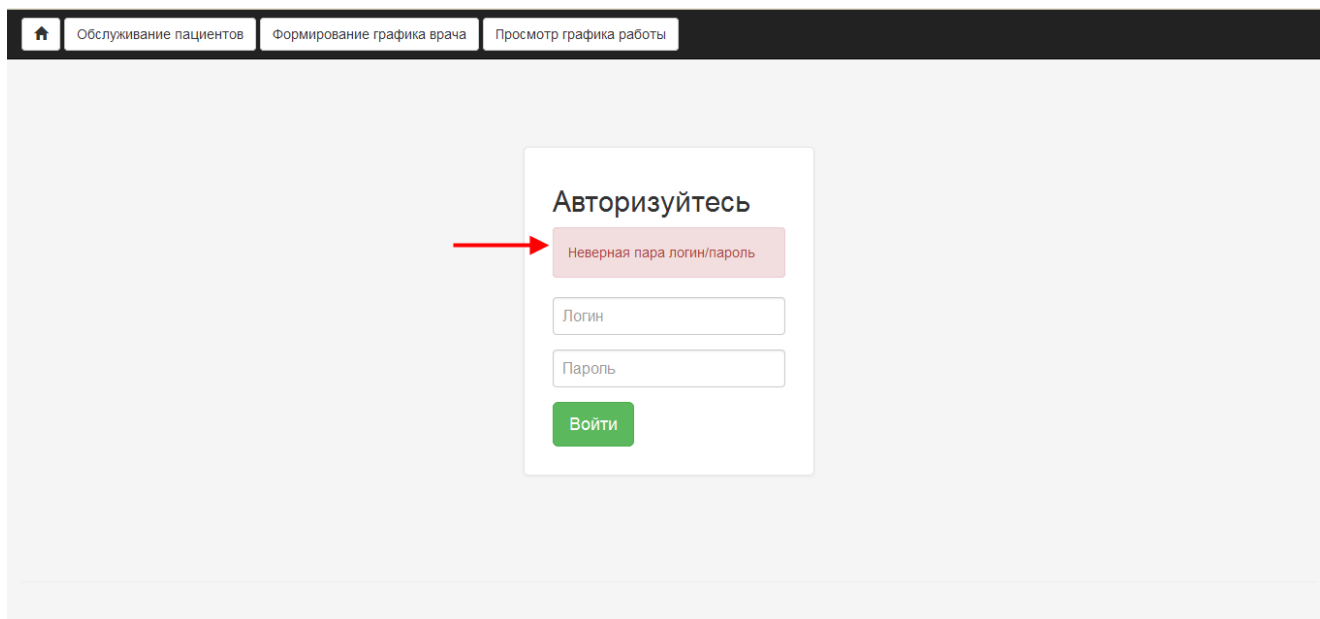 Обслуживание пациентов Формирование графика врача Просмотр графика работы
Авторизуйтесь
Неверная пара логин/пароль
Логин
Пароль
Войти